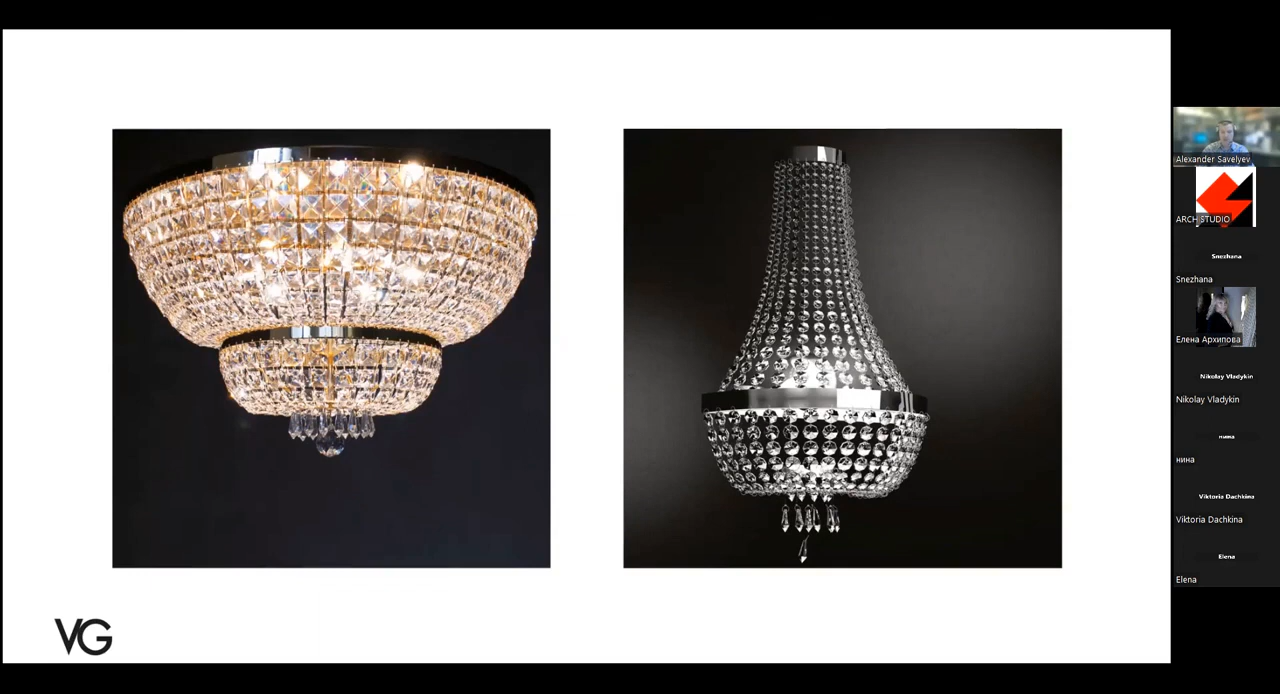 VG
Alexander Savelyev
ARCH STUDIO
Snezhana
Snezhana
Елена Архипова
Nikolay Vladykin
Nikolay Vladykin
нина
нина
Viktoria Dachkina
Viktoria Dachkina
Elena
Elena